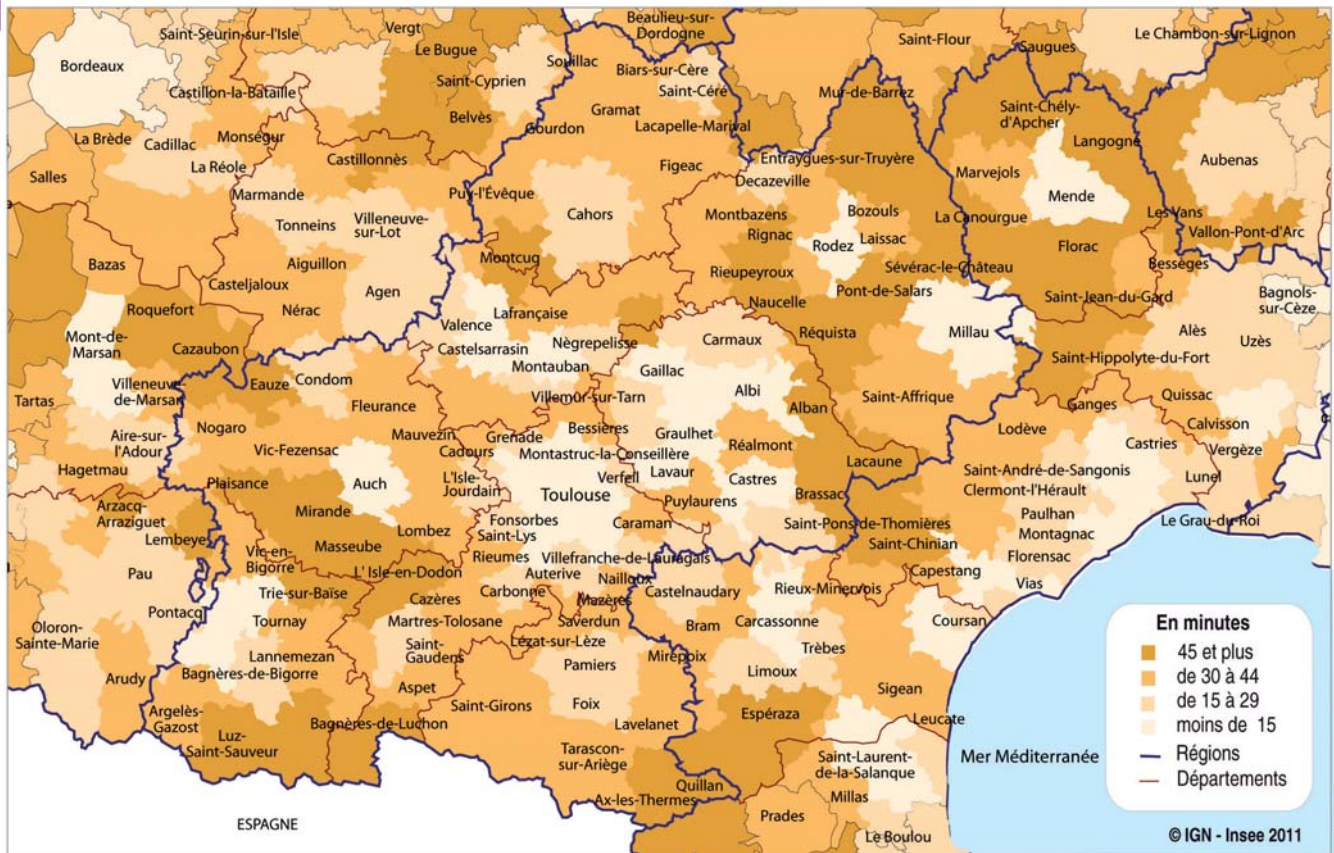 Vergt
Beaulieu-sur-
Dordogne
Saint-Seurin-sur-l'Isle
Le Bugue
Saint-Flour
Saugues
Le Chambon-sur-Lignon
Bordeaux
Souillac
Biars-sur-Cère
Saint-Cyprien
Saint-Céré
Mur-de-Barrez
Castillon-la-Bataille
Gramat
Saint-Chély-
d'Apcher
Belvès
Gourdon
Lacapelle-Marival
La Brède
Cadillac
Monségur
Langogne
Castillonnès
Entraygues-sur-Truyère
Aubenas
La Réole
Figeac
Marvejols
Salles
Decazeville
Marmande
Puy-l'Évêque
Mende
Cahors
Montbazens
Bozouls
Tonneins
Villeneuve-
sur-Lot
La Canourgue
Les Vans
Rignac
Rodez
Laissac
Florac
Vallon-Pont-d'Arc
Montcuq
Bazas
Aiguillon
Rieupeyroux
Sévérac-le-Château
Bessèges
Casteljaloux
Agen
Pont-de-Salars
Saint-Jean-du-Gard
Bagnols-
sur-Cèze
Roquefort
Nérac
Lafrançaise
Naucelle
Valence
Réquista
Millau
Alès
Mont-de-
Marsan
Nègrepelisse
Carmaux
Uzès
Cazaubon
Castelsarrasin
Saint-Hippolyte-du-Fort
Montauban
Gaillac
Villeneuve-
de-Marsan
Eauze
Condom
Albi
Tartas
Villemur-sur-Tarn
Saint-Affrique
Quissac
Fleurance
Alban
Ganges
Nogaro
Bessières
Lodève
Calvisson
Aire-sur-
l'Adour
Mauvezin
Grenade
Graulhet
Castries
Vic-Fezensac
Cadours
Réalmont
Vergèze
Montastruc-la-Conseillère
Lacaune
Hagetmau
Saint-André-de-Sangonis
Plaisance
Auch
L'Isle-
Jourdain
Verfeil
Lavaur
Castres
Lunel
Clermont-l'Hérault
Toulouse
Brassac
Arzacq-
Arraziguet
Mirande
Puylaurens
Paulhan
Fonsorbes
Caraman
Saint-Pons-de-Thomières
Le Grau-du-Roi
Lombez
Saint-Lys
Montagnac
Lembeye
Masseube
Saint-Chinian
Vic-en-
Bigorre
Rieumes
Villefranche-de-Lauragais
Florensac
Pau
L' Isle-en-Dodon
Auterive
Nailloux
Capestang
Trie-sur-Baïse
Carbonne
Castelnaudary
Rieux-Minervois
Vias
Cazères
Mazères
Pontacq
Tournay
Martres-Tolosane
Saverdun
Bram
Carcassonne
Coursan
Oloron-
Sainte-Marie
Saint-
Gaudens
Lézat-sur-Lèze
Trèbes
Lannemezan
Pamiers
Mirepoix
Bagnères-de-Bigorre
Limoux
Arudy
Aspet
Sigean
Saint-Girons
Foix
Espéraza
Argelès-
Gazost
Bagnères-de-Luchon
Lavelanet
Leucate
Luz-
Saint-Sauveur
Tarascon-
sur-Ariège
Saint-Laurent-
de-la-Salanque
Mer Méditerranée
Quillan
Ax-les-Thermes
Millas
Prades
ESPAGNE
Le Boulou
En minutes
45 et plus
de 30 à 44
de 15 à 29
moins de 15
Régions
Départements
© IGN - Insee 2011